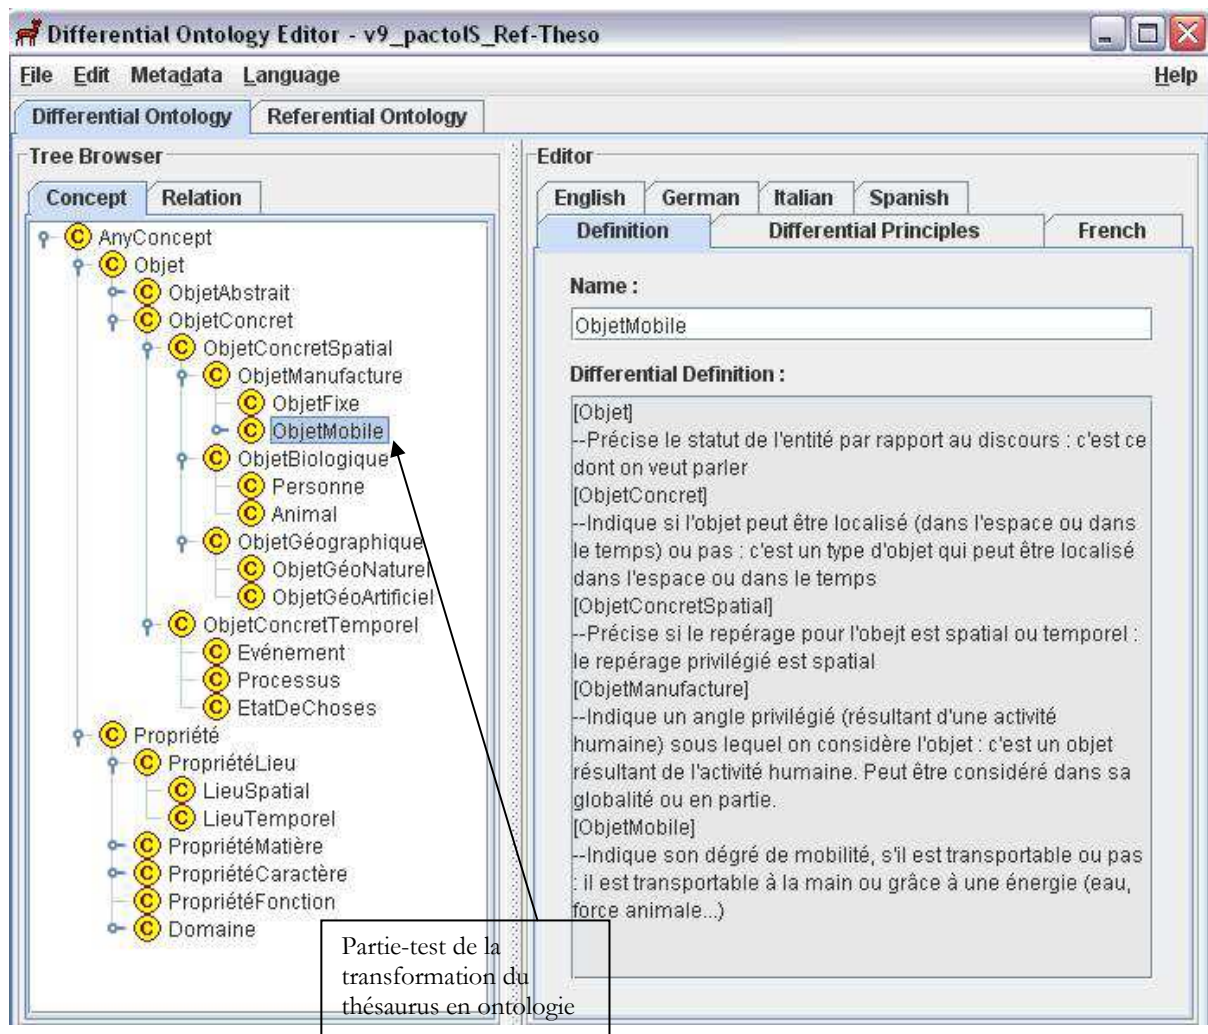 Differential Ontology Editor - v9_pactoIS_Ref-Theso
File Edit Metadata Language Help
Differential Ontology Referential Ontology
Tree Browser
Concept Relation
C AnyConcept
C Objet
C ObjetAbstrait
C ObjetConcret
C ObjetConcretSpatial
C ObjetManufacture
C ObjetFixe
C ObjetMobile
C ObjetBiologique
C Personne
C Animal
C ObjetGéographique
C ObjetGéoNaturel
C ObjetGéoArtificiel
C ObjetConcretTemporel
C Evénement
C Processus
C EtatDeChoses
C Propriété
C PropriétéLieu
C LieuSpatial
C LieuTemporel
C PropriétéMatière
C PropriétéCaractère
C PropriétéFonction
C Domaine
Editor
English German Italian Spanish
Definition Differential Principles French
Name :
ObjetMobile
Differential Definition :
[Objet]
--Précise le statut de l'entité par rapport au discours : c'est ce
dont on veut parler
[ObjetConcret]
--Indique si l'objet peut être localisé (dans l'espace ou dans
le temps) ou pas : c'est un type d'objet qui peut être localisé
dans l'espace ou dans le temps
[ObjetConcretSpatial]
--Précise si le repérage pour l'obejt est spatial ou temporel :
le repérage privilégié est spatial
[ObjetManufacture]
--Indique un angle privilégié (résultant d'une activité
humaine) sous lequel on considère l'objet : c'est un objet
résultant de l'activité humaine. Peut être considéré dans sa
globalité ou en partie.
[ObjetMobile]
--Indique son dégré de mobilité, s'il est transportable ou pas
: il est transportable à la main ou grâce à une énergie (eau,
force animale...)
Partie-test de la
transformation du
thésaurus en ontologie